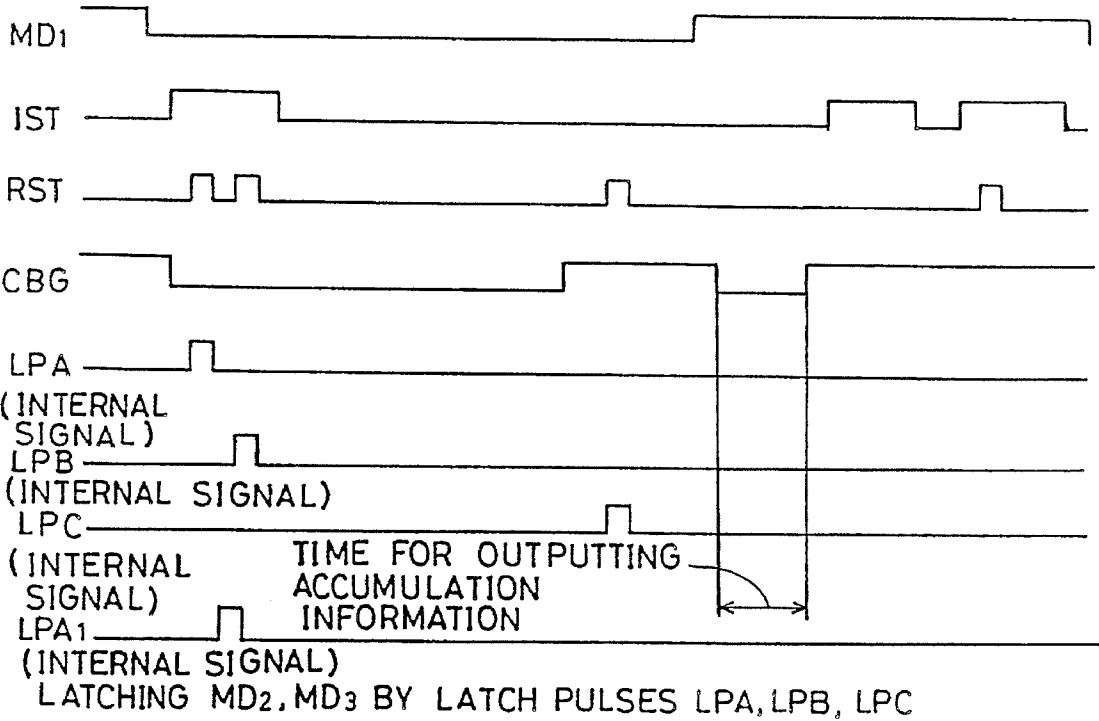 MD1
IST
RST
CBG
LPA
(INTERNAL
SIGNAL)
LPB
(INTERNAL SIGNAL)
LPC
(INTERNAL
SIGNAL)
TIME FOR OUTPUTTING
ACCUMULATION
INFORMATION
LPA1
(INTERNAL SIGNAL)
LATCHING MD2, MD3 BY LATCH PULSES LPA, LPB, LPC